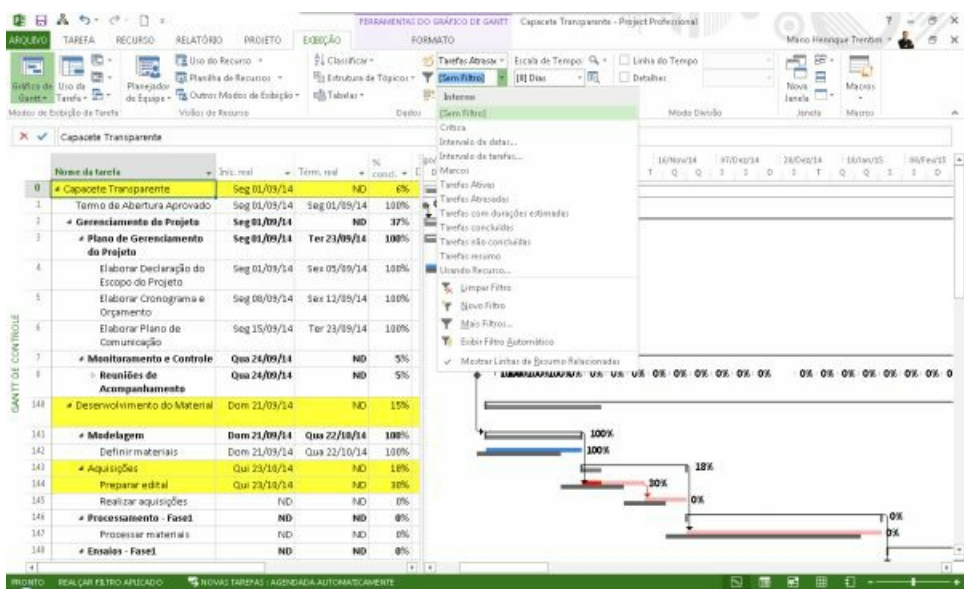 FERRAMENTAS DO GRÁFICO DE GANTT Capacete Transparente - Project Professional
ARQUIVO TAREFA RECURSO RELATÓRIO PROJETO EXIBIÇÃO FORMATO Mario Henrique Trentim
Gráfico de Gantt
Uso da Tarefa
Planejador de Equipe
Uso do Recurso
Planilha de Recursos
Outros Modos de Exibição
Classificar
Estrutura de Tópicos
Tabelas
Tarefas Atrasa
[Sem Filtro]
Escala de Tempo:
[8] Dias
Linha do Tempo
Detalhes
Nova Janela
Macros
Modos de Exibição de Tarefa Visões de Recurso Dados Modo Divisão Janela Macros
Capacete Transparente
Interno
[Sem Filtro]
Crítica
Intervalo de datas...
Intervalo de tarefas...
Marcos
Tarefas Ativas
Tarefas Atrasadas
Tarefas com durações estimadas
Tarefas concluídas
Tarefas não-concluídas
Tarefas resumo
Usando Recurso...
Limpar Filtro
Novo Filtro
Mais Filtros...
Exibir Filtro Automático
Mostrar Linhas de Resumo Relacionadas
16/Nov/14 07/Dez/14 28/Dez/14 18/Jan/15 08/Fev/15
T Q Q S S D S T Q Q S S D
Nome da tarefa Iníc. real Térm. real % concl.
0 Capacete Transparente Seg 01/09/14 ND 6%
1 Termo de Abertura Aprovado Seg 01/09/14 Seg 01/09/14 100%
2 Gerenciamento do Projeto Seg 01/09/14 ND 37%
3 Plano de Gerenciamento do Projeto Seg 01/09/14 Ter 23/09/14 100%
4 Elaborar Declaração do Escopo do Projeto Seg 01/09/14 Sex 05/09/14 100%
5 Elaborar Cronograma e Orçamento Seg 08/09/14 Sex 12/09/14 100%
6 Elaborar Plano de Comunicação Seg 15/09/14 Ter 23/09/14 100%
7 Monitoramento e Controle Qua 24/09/14 ND 5%
8 Reuniões de Acompanhamento Qua 24/09/14 ND 5%
0% 0% 0% 0% 0% 0% 0% 0% 0% 0% 0% 0% 0%
140 Desenvolvimento do Material Dom 21/09/14 ND 15%
141 Modelagem Dom 21/09/14 Qua 22/10/14 100% 100%
142 Definir materiais Dom 21/09/14 Qua 22/10/14 100% 100%
143 Aquisições Qui 23/10/14 ND 18% 18%
144 Preparar edital Qui 23/10/14 ND 30% 30%
145 Realizar aquisições ND ND 0% 0%
146 Processamento - Fase1 ND ND 0% 0%
147 Processar materiais ND ND 0% 0%
148 Ensaios - Fase1 ND ND 0%
GANTT DE CONTROLE
PRONTO REALÇAR FILTRO APLICADO NOVAS TAREFAS : AGENDADA AUTOMATICAMENTE